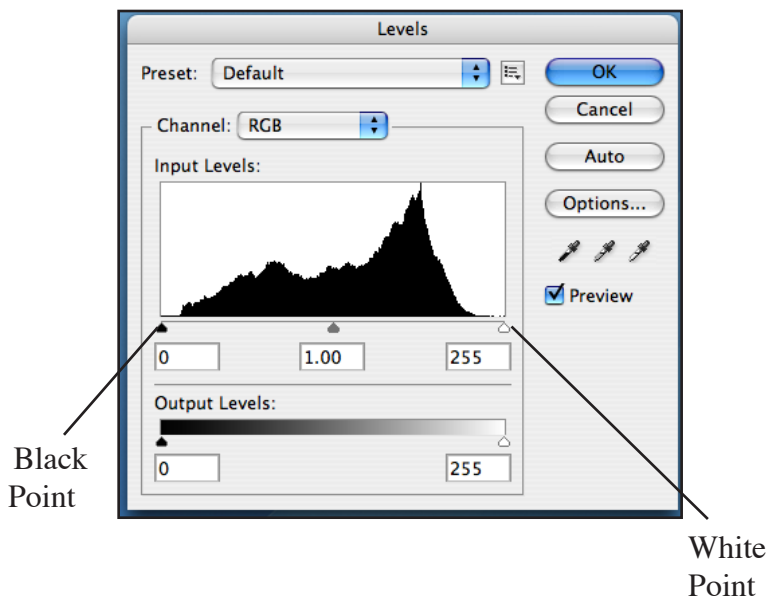 Levels
Preset: Default
OK
Cancel
Channel: RGB
Auto
Input Levels:
Options...
Preview
0 1.00 255
Output Levels:
0 255
Black
Point
White
Point